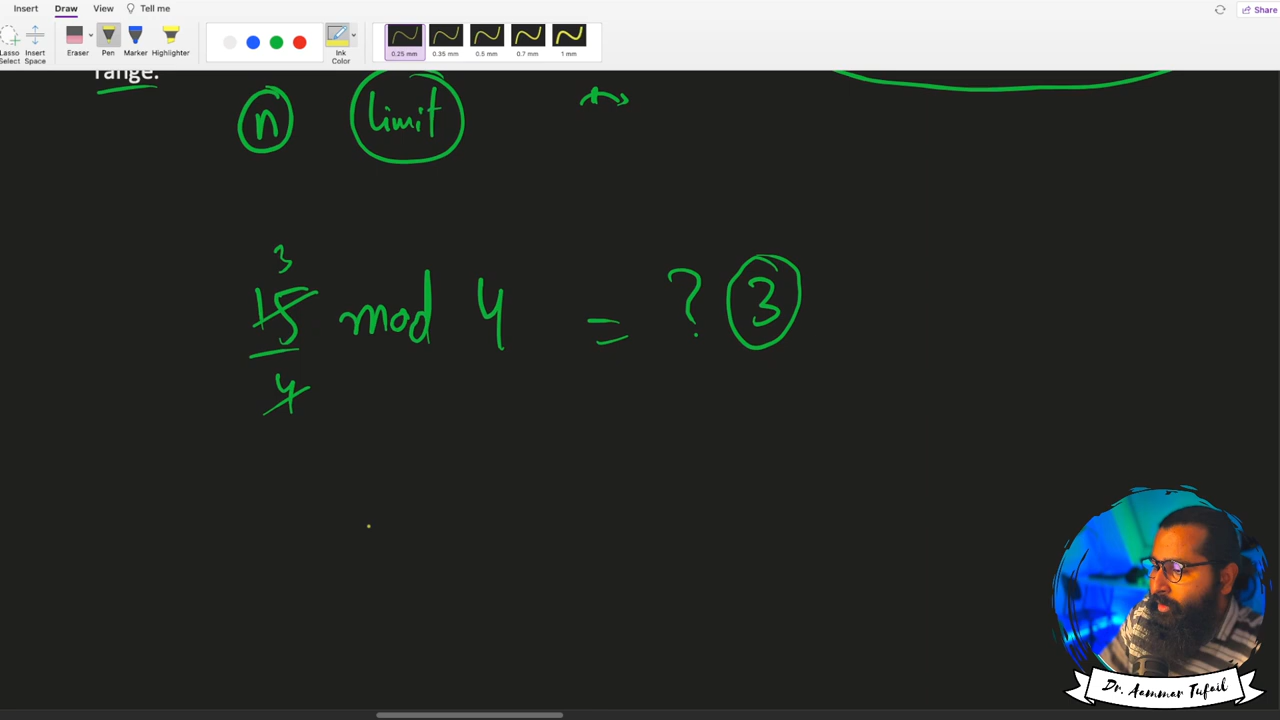 Insert Draw View Tell me
Share
Lasso Select
Insert Space
Eraser
Pen
Marker
Highlighter
Ink Color
0.25 mm
0.35 mm
0.5 mm
0.7 mm
1 mm
range.
n limit
3
15 mod 4 = ? 3
4
Dr. Aammar Tufail